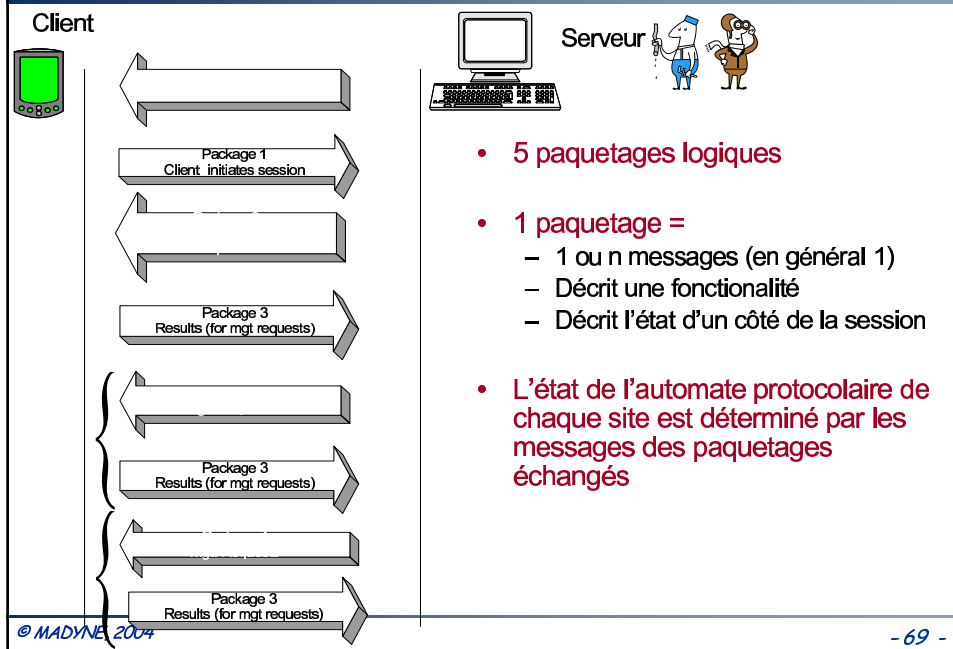 Client
Serveur
Package 1
Client initiates session
Package 3
Results (for mgt requests)
Package 3
Results (for mgt requests)
Package 3
Results (for mgt requests)
• 5 paquetages logiques
• 1 paquetage =
– 1 ou n messages (en général 1)
– Décrit une fonctionalité
– Décrit l'état d'un côté de la session
• L'état de l'automate protocolaire de
chaque site est déterminé par les
messages des paquetages
échangés
© MADYNE, 2004
- 69 -